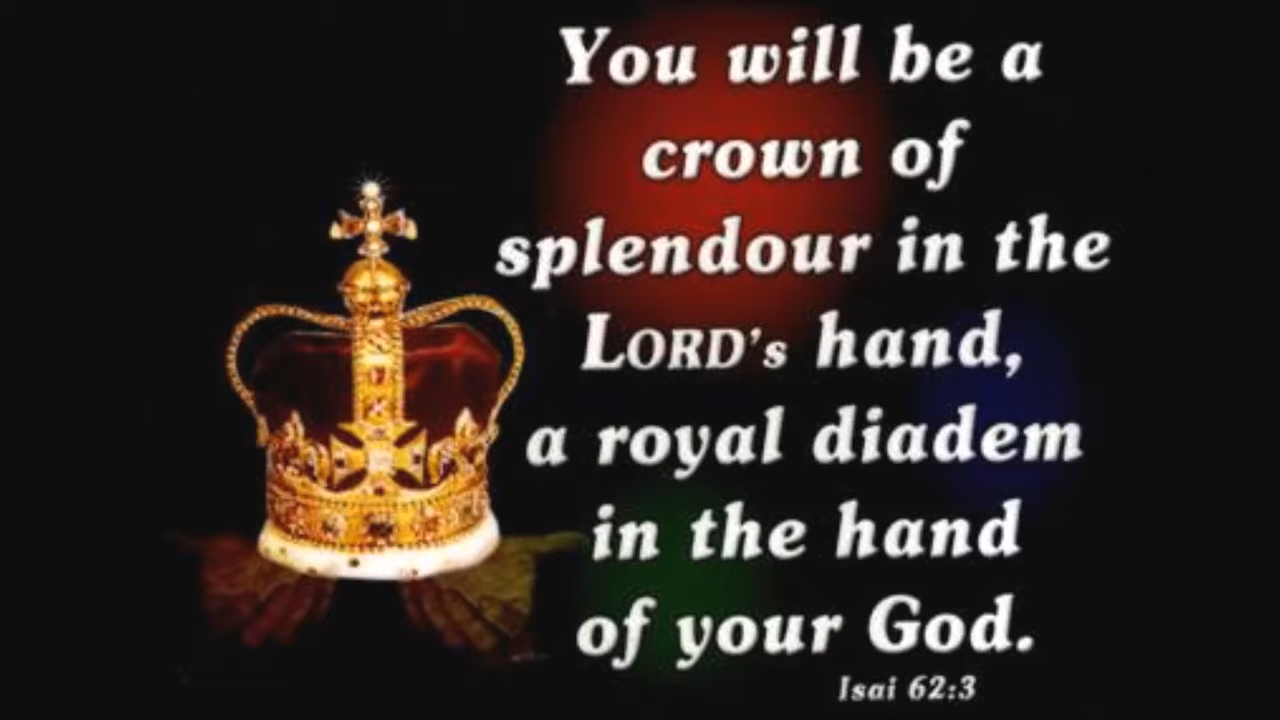 You will be a
crown of
splendour in the
LORD's hand,
a royal diadem
in the hand
of your God.
Isai 62:3